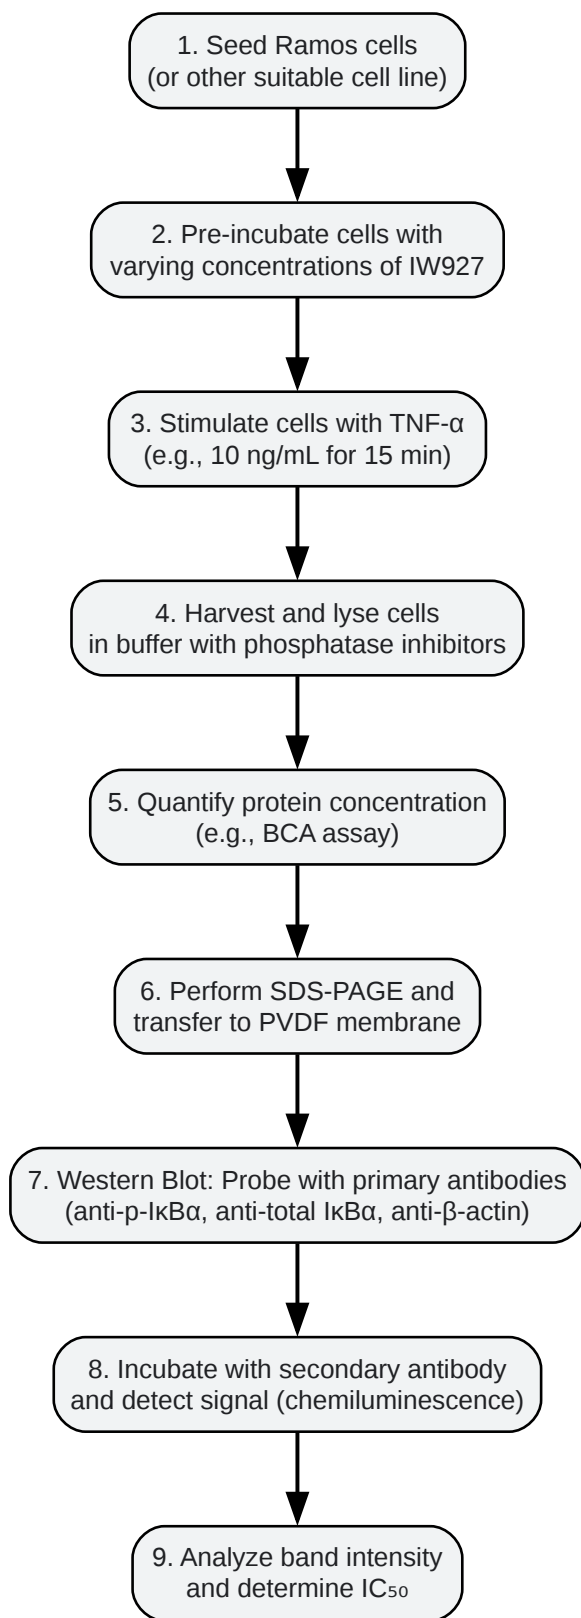 1. Seed Ramos cells
(or other suitable cell line)
2. Pre-incubate cells with
varying concentrations of IW927
3. Stimulate cells with TNF-α
(e.g., 10 ng/mL for 15 min)
4. Harvest and lyse cells
in buffer with phosphatase inhibitors
5. Quantify protein concentration
(e.g., BCA assay)
6. Perform SDS-PAGE and
transfer to PVDF membrane
7. Western Blot: Probe with primary antibodies
(anti-p-IκBα, anti-total IκBα, anti-β-actin)
8. Incubate with secondary antibody
and detect signal (chemiluminescence)
9. Analyze band intensity
and determine IC₅₀